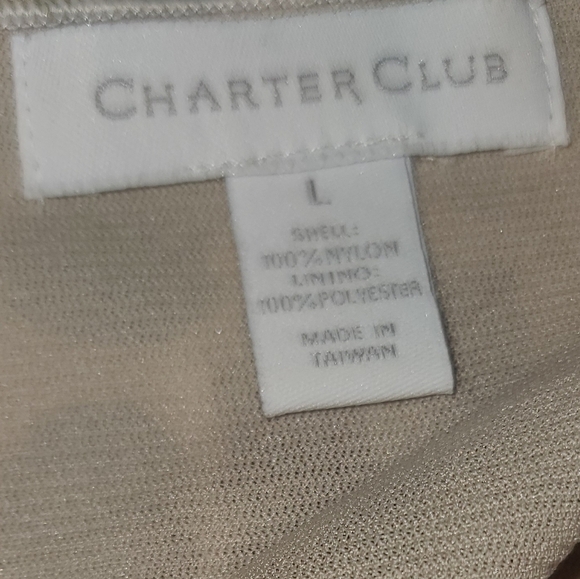 CHARTER CLUB
L
SHELL:
100% NYLON
LINING:
100% POLYESTER
MADE IN
TAIWAN